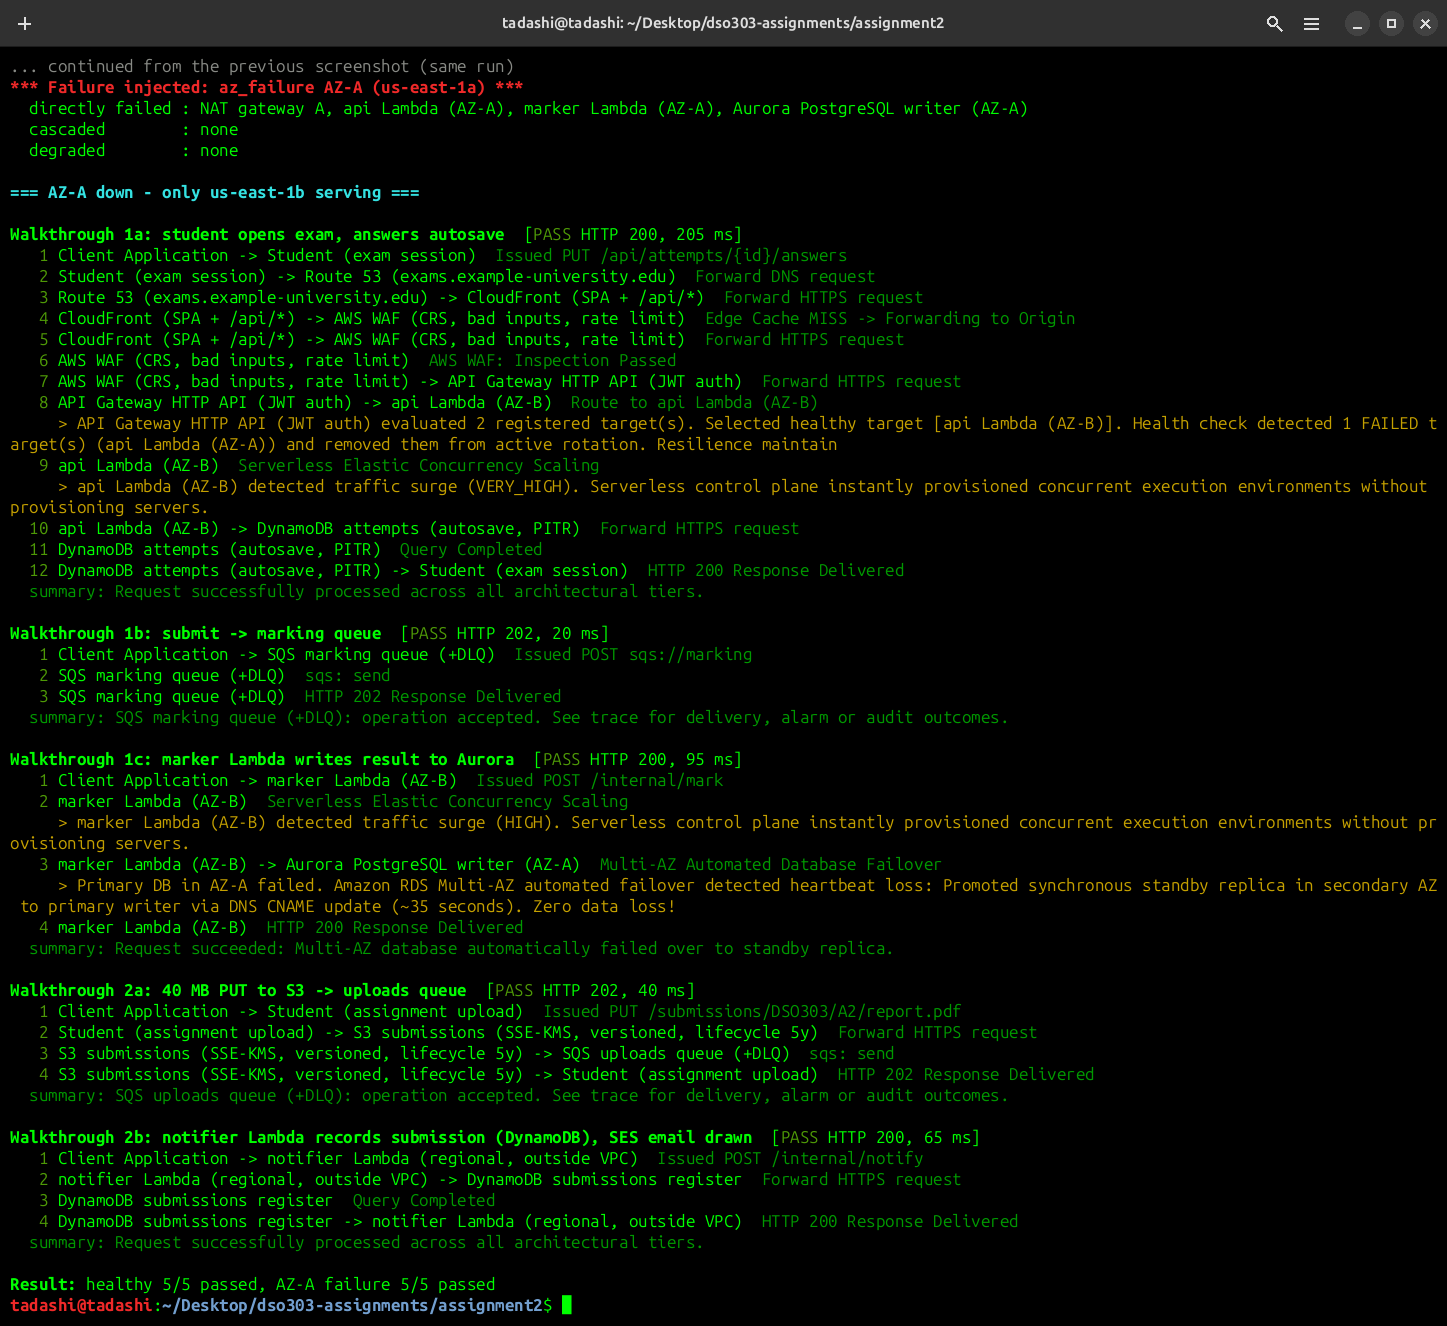 tadashi@tadashi: ~/Desktop/dso303-assignments/assignment2
... continued from the previous screenshot (same run)
*** Failure injected: az_failure AZ-A (us-east-1a) ***
  directly failed : NAT gateway A, api Lambda (AZ-A), marker Lambda (AZ-A), Aurora PostgreSQL writer (AZ-A)
  cascaded        : none
  degraded        : none

=== AZ-A down - only us-east-1b serving ===

Walkthrough 1a: student opens exam, answers autosave  [PASS HTTP 200, 205 ms]
   1 Client Application -> Student (exam session)  Issued PUT /api/attempts/{id}/answers
   2 Student (exam session) -> Route 53 (exams.example-university.edu)  Forward DNS request
   3 Route 53 (exams.example-university.edu) -> CloudFront (SPA + /api/*)  Forward HTTPS request
   4 CloudFront (SPA + /api/*) -> AWS WAF (CRS, bad inputs, rate limit)  Edge Cache MISS -> Forwarding to Origin
   5 CloudFront (SPA + /api/*) -> AWS WAF (CRS, bad inputs, rate limit)  Forward HTTPS request
   6 AWS WAF (CRS, bad inputs, rate limit)  AWS WAF: Inspection Passed
   7 AWS WAF (CRS, bad inputs, rate limit) -> API Gateway HTTP API (JWT auth)  Forward HTTPS request
   8 API Gateway HTTP API (JWT auth) -> api Lambda (AZ-B)  Route to api Lambda (AZ-B)
     > API Gateway HTTP API (JWT auth) evaluated 2 registered target(s). Selected healthy target [api Lambda (AZ-B)]. Health check detected 1 FAILED t
arget(s) (api Lambda (AZ-A)) and removed them from active rotation. Resilience maintain
   9 api Lambda (AZ-B)  Serverless Elastic Concurrency Scaling
     > api Lambda (AZ-B) detected traffic surge (VERY_HIGH). Serverless control plane instantly provisioned concurrent execution environments without
provisioning servers.
  10 api Lambda (AZ-B) -> DynamoDB attempts (autosave, PITR)  Forward HTTPS request
  11 DynamoDB attempts (autosave, PITR)  Query Completed
  12 DynamoDB attempts (autosave, PITR) -> Student (exam session)  HTTP 200 Response Delivered
  summary: Request successfully processed across all architectural tiers.

Walkthrough 1b: submit -> marking queue  [PASS HTTP 202, 20 ms]
   1 Client Application -> SQS marking queue (+DLQ)  Issued POST sqs://marking
   2 SQS marking queue (+DLQ)  sqs: send
   3 SQS marking queue (+DLQ)  HTTP 202 Response Delivered
  summary: SQS marking queue (+DLQ): operation accepted. See trace for delivery, alarm or audit outcomes.

Walkthrough 1c: marker Lambda writes result to Aurora  [PASS HTTP 200, 95 ms]
   1 Client Application -> marker Lambda (AZ-B)  Issued POST /internal/mark
   2 marker Lambda (AZ-B)  Serverless Elastic Concurrency Scaling
     > marker Lambda (AZ-B) detected traffic surge (HIGH). Serverless control plane instantly provisioned concurrent execution environments without pr
ovisioning servers.
   3 marker Lambda (AZ-B) -> Aurora PostgreSQL writer (AZ-A)  Multi-AZ Automated Database Failover
     > Primary DB in AZ-A failed. Amazon RDS Multi-AZ automated failover detected heartbeat loss: Promoted synchronous standby replica in secondary AZ
 to primary writer via DNS CNAME update (~35 seconds). Zero data loss!
   4 marker Lambda (AZ-B)  HTTP 200 Response Delivered
  summary: Request succeeded: Multi-AZ database automatically failed over to standby replica.

Walkthrough 2a: 40 MB PUT to S3 -> uploads queue  [PASS HTTP 202, 40 ms]
   1 Client Application -> Student (assignment upload)  Issued PUT /submissions/DSO303/A2/report.pdf
   2 Student (assignment upload) -> S3 submissions (SSE-KMS, versioned, lifecycle 5y)  Forward HTTPS request
   3 S3 submissions (SSE-KMS, versioned, lifecycle 5y) -> SQS uploads queue (+DLQ)  sqs: send
   4 S3 submissions (SSE-KMS, versioned, lifecycle 5y) -> Student (assignment upload)  HTTP 202 Response Delivered
  summary: SQS uploads queue (+DLQ): operation accepted. See trace for delivery, alarm or audit outcomes.

Walkthrough 2b: notifier Lambda records submission (DynamoDB), SES email drawn  [PASS HTTP 200, 65 ms]
   1 Client Application -> notifier Lambda (regional, outside VPC)  Issued POST /internal/notify
   2 notifier Lambda (regional, outside VPC) -> DynamoDB submissions register  Forward HTTPS request
   3 DynamoDB submissions register  Query Completed
   4 DynamoDB submissions register -> notifier Lambda (regional, outside VPC)  HTTP 200 Response Delivered
  summary: Request successfully processed across all architectural tiers.

Result: healthy 5/5 passed, AZ-A failure 5/5 passed
tadashi@tadashi:~/Desktop/dso303-assignments/assignment2$